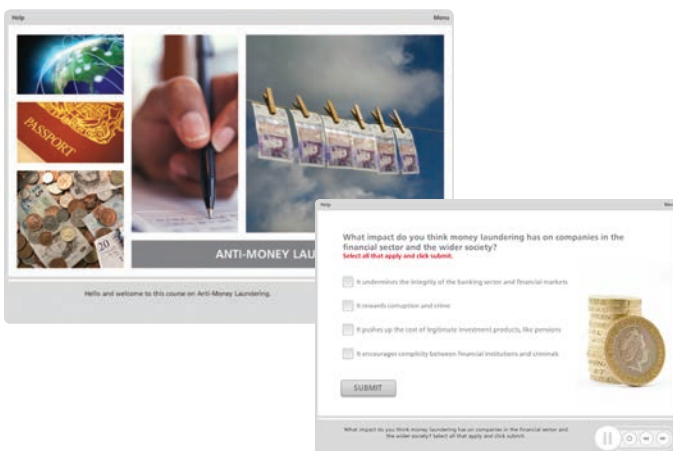 Help
Menu
PASSPORT
20
ANTI-MONEY LAU
Hello and welcome to this course on Anti-Money Laundering.
Help
What impact do you think money laundering has on companies in the
financial sector and the wider society?
Select all that apply and click submit.
It undermines the integrity of the banking sector and financial markets
It rewards corruption and crime
It pushes up the cost of legitimate investment products, like pensions
It encourages complicity between financial institutions and criminals
SUBMIT
What impact do you think money laundering has on companies in the financial sector and
the wider society? Select all that apply and click submit.